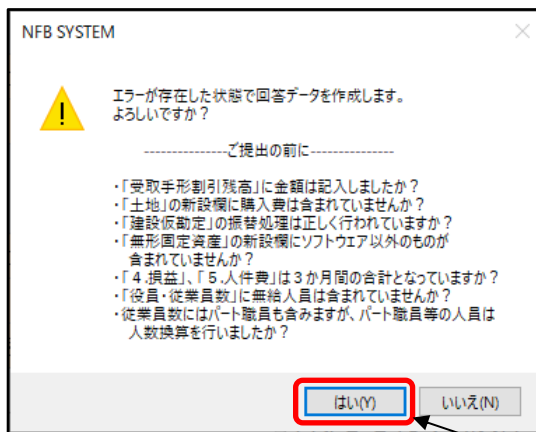 NFB SYSTEM
エラーが存在した状態で回答データを作成します。
よろしいですか？
---------------ご提出の前に---------------
・「受取手形割引残高」に金額は記入しましたか？
・「土地」の新設欄に購入費は含まれていませんか？
・「建設仮勘定」の振替処理は正しく行われていますか？
・「無形固定資産」の新設欄にソフトウェア以外のものが
含まれていませんか？
・「４.損益」、「５.人件費」は３か月間の合計となっていますか？
・「役員・従業員数」に無給人員は含まれていませんか？
・従業員数にはパート職員も含みますが、パート職員等の人員は
人数換算を行いましたか？
はい(Y)
いいえ(N)